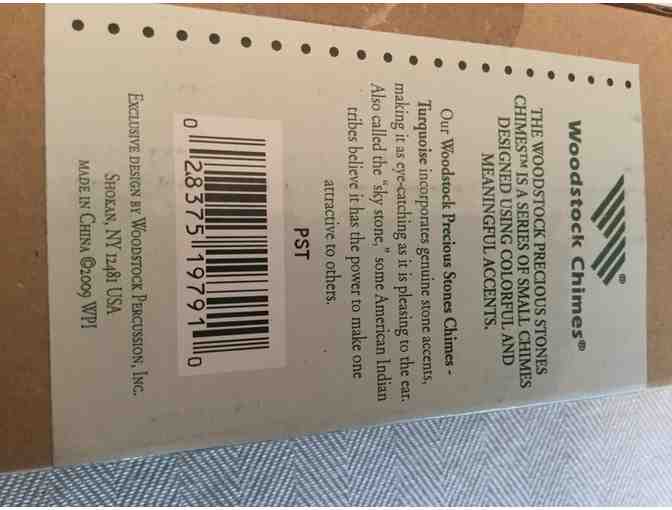 Woodstock Chimes®
THE WOODSTOCK PRECIOUS STONES
CHIMES™ IS A SERIES OF SMALL CHIMES
DESIGNED USING COLORFUL AND
MEANINGFUL ACCENTS.
Our Woodstock Precious Stones Chimes -
Turquoise incorporates genuine stone accents,
making it as eye-catching as it is pleasing to the ear.
Also called the "sky stone," some American Indian
tribes believe it has the power to make one
attractive to others.
PST
0 28375 19791 0
EXCLUSIVE DESIGN BY WOODSTOCK PERCUSSION, INC.
SHOKAN, NY 12481 USA
MADE IN CHINA ©2009 WPI